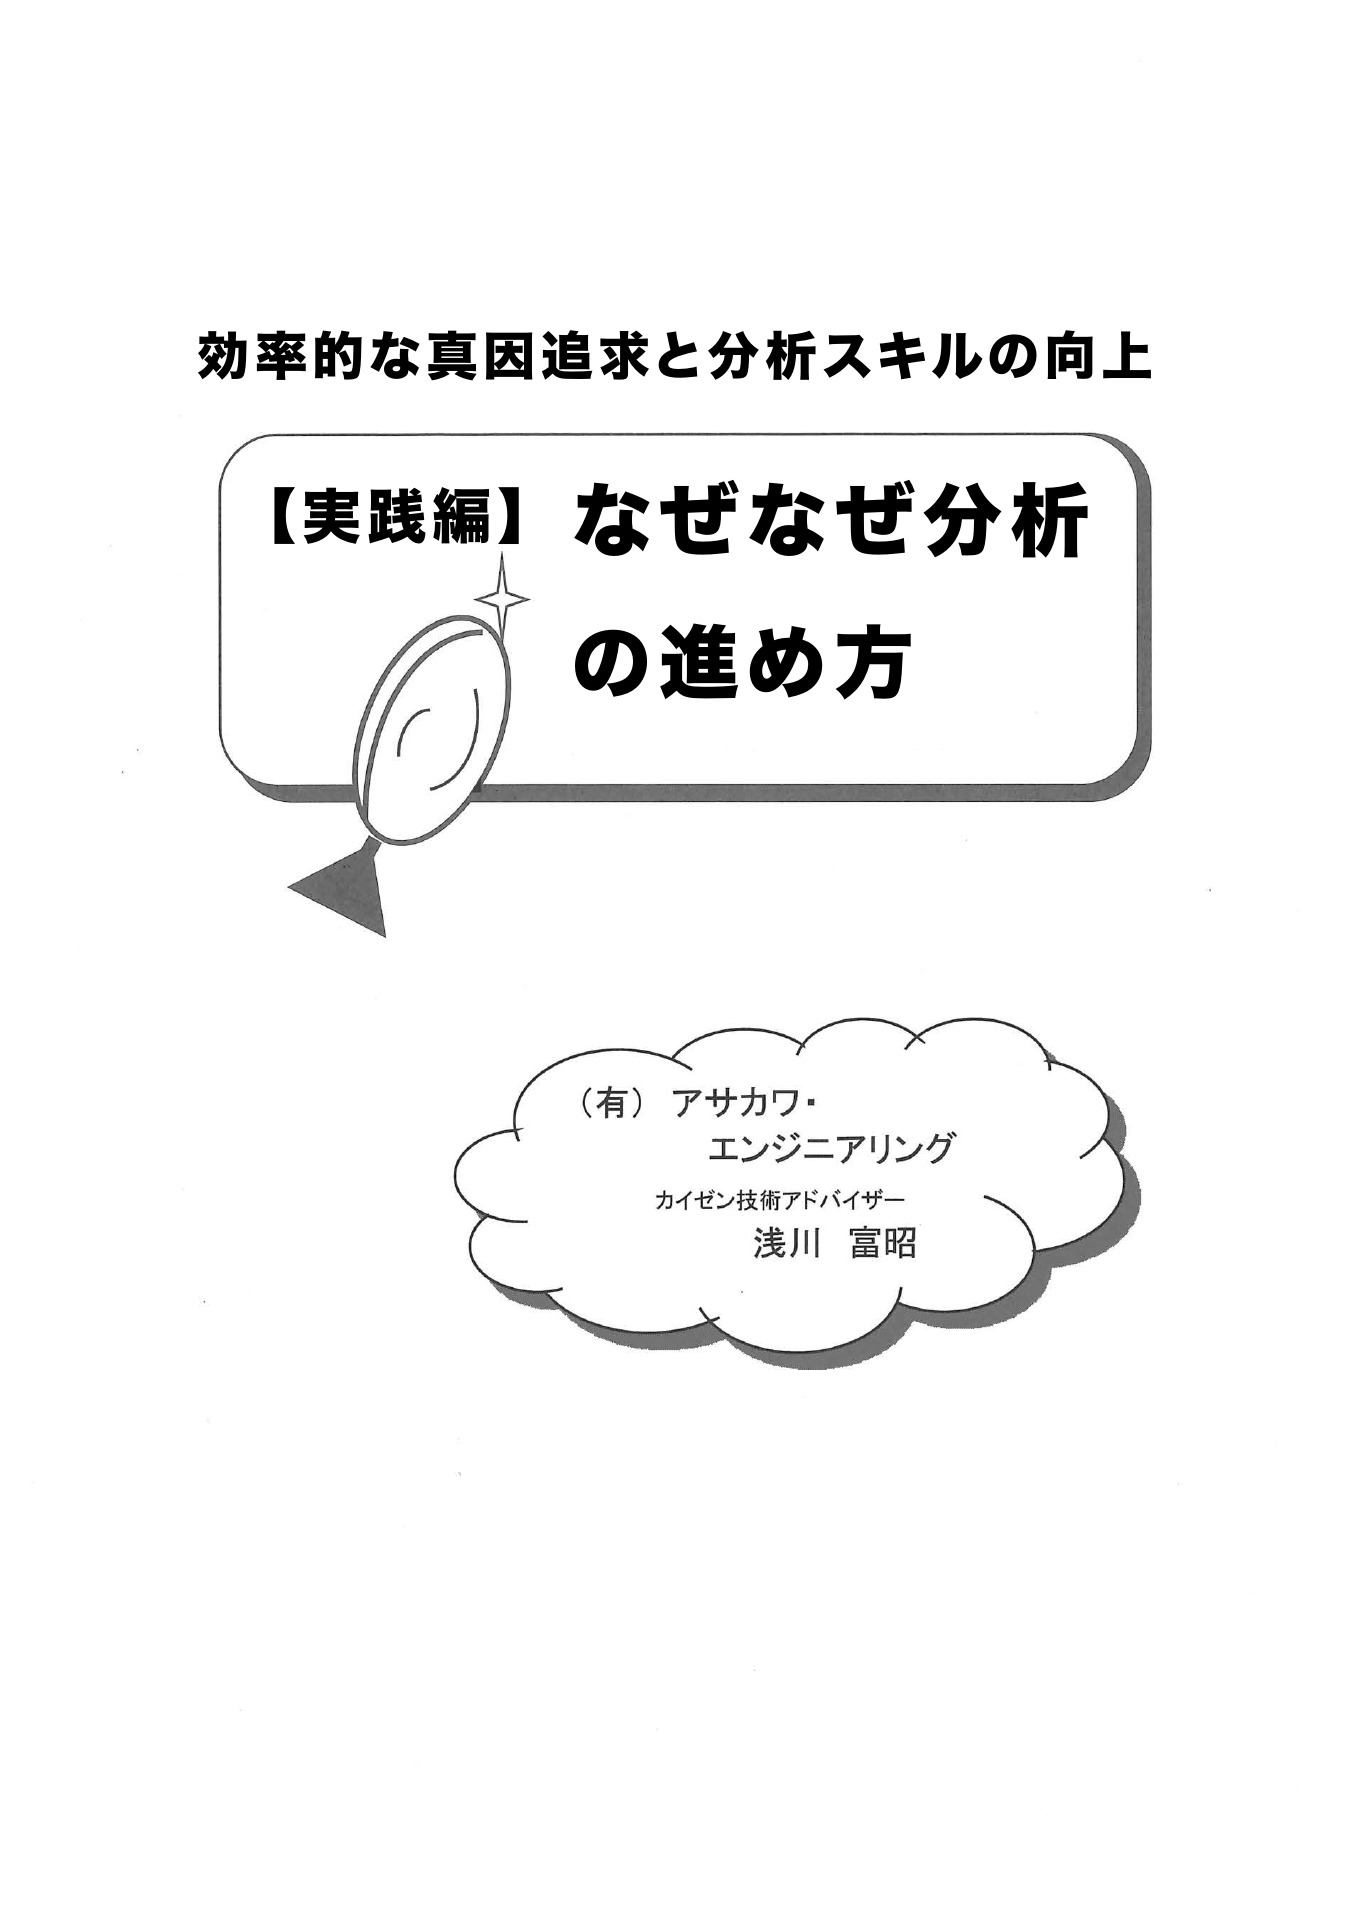 効率的な真因追求と分析スキルの向上
【実践編】 なぜなぜ分析
の進め方
（有） アサカワ・
エンジニアリング
カイゼン技術アドバイザー
浅川　富昭